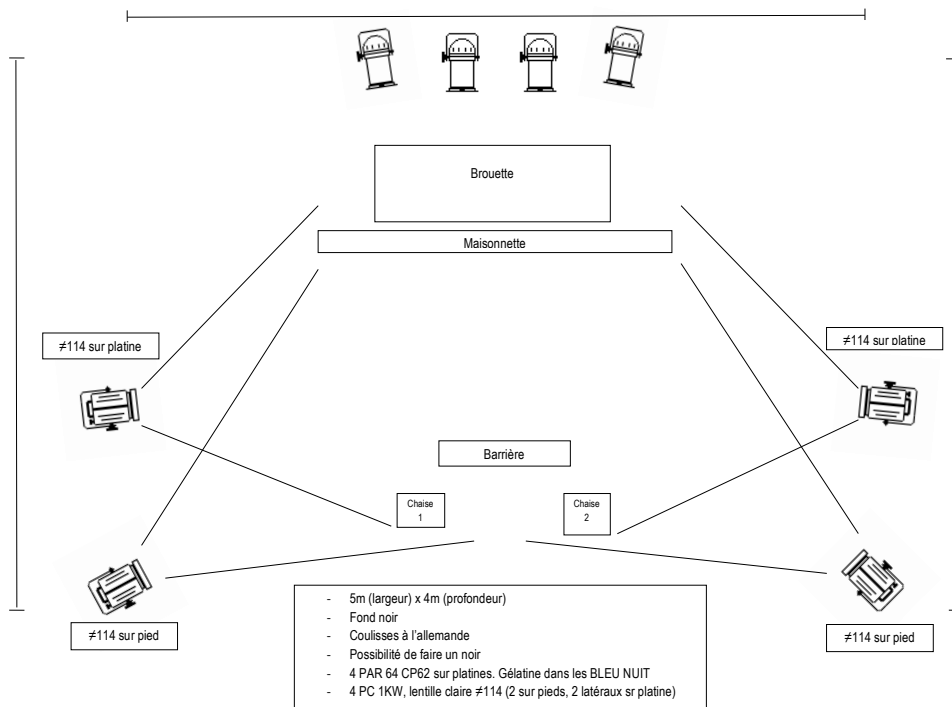 Brouette
Maisonnette
≠114 sur platine
≠114 sur platine
Barrière
Chaise
1
Chaise
2
≠114 sur pied
≠114 sur pied
- 5m (largeur) x 4m (profondeur)
- Fond noir
- Coulisses à l'allemande
- Possibilité de faire un noir
- 4 PAR 64 CP62 sur platines. Gélatine dans les BLEU NUIT
- 4 PC 1KW, lentille claire ≠114 (2 sur pieds, 2 latéraux sr platine)